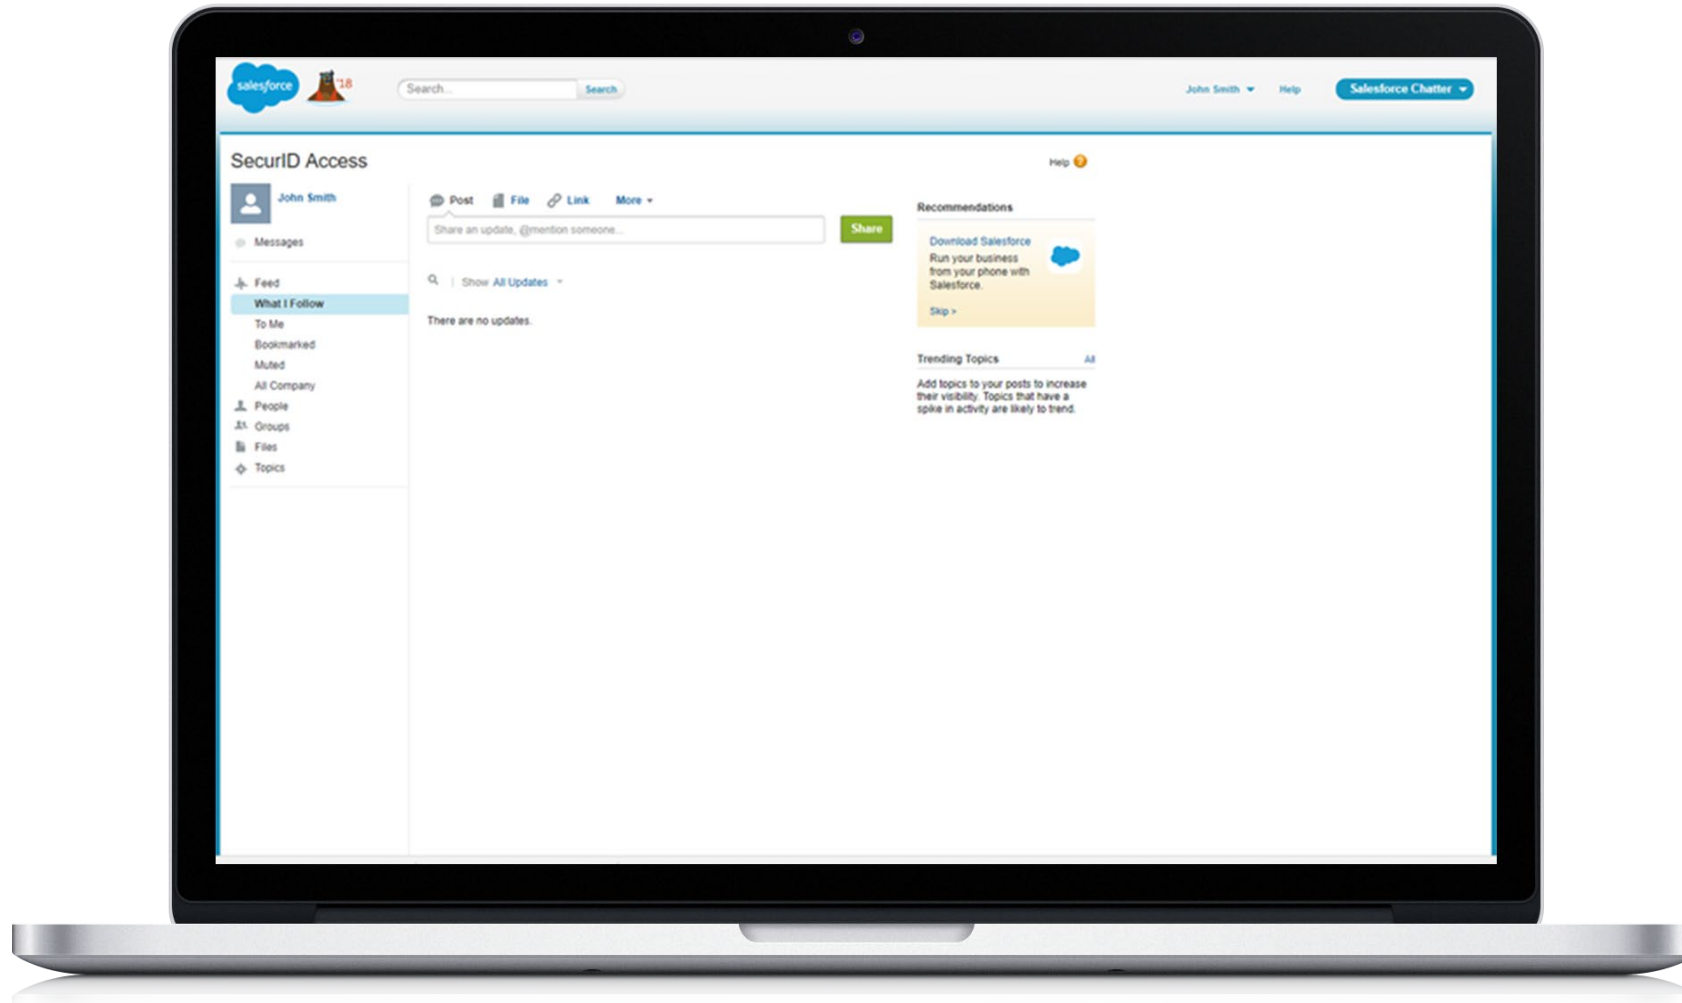 salesforce
'18
Search...
Search
John Smith
Help
Salesforce Chatter
SecurID Access
Help
John Smith
Messages
Feed
What I Follow
To Me
Bookmarked
Muted
All Company
People
Groups
Files
Topics
Post
File
Link
More
Share an update, @mention someone...
Share
Show All Updates
There are no updates.
Recommendations
Download Salesforce
Run your business
from your phone with
Salesforce.
Skip >
Trending Topics
All
Add topics to your posts to increase
their visibility. Topics that have a
spike in activity are likely to trend.